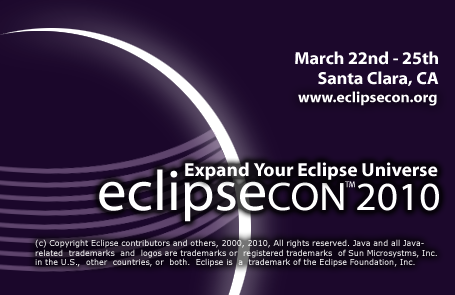 March 22nd - 25th
Santa Clara, CA
www.eclipsecon.org
Expand Your Eclipse Universe
eclipseCON™ 2010
(c) Copyright Eclipse contributors and others, 2000, 2010, All rights reserved. Java and all Java-
related trademarks and logos are trademarks or registered trademarks of Sun Microsystms, Inc.
in the U.S., other countries, or both. Eclipse is a trademark of the Eclipse Foundation, Inc.